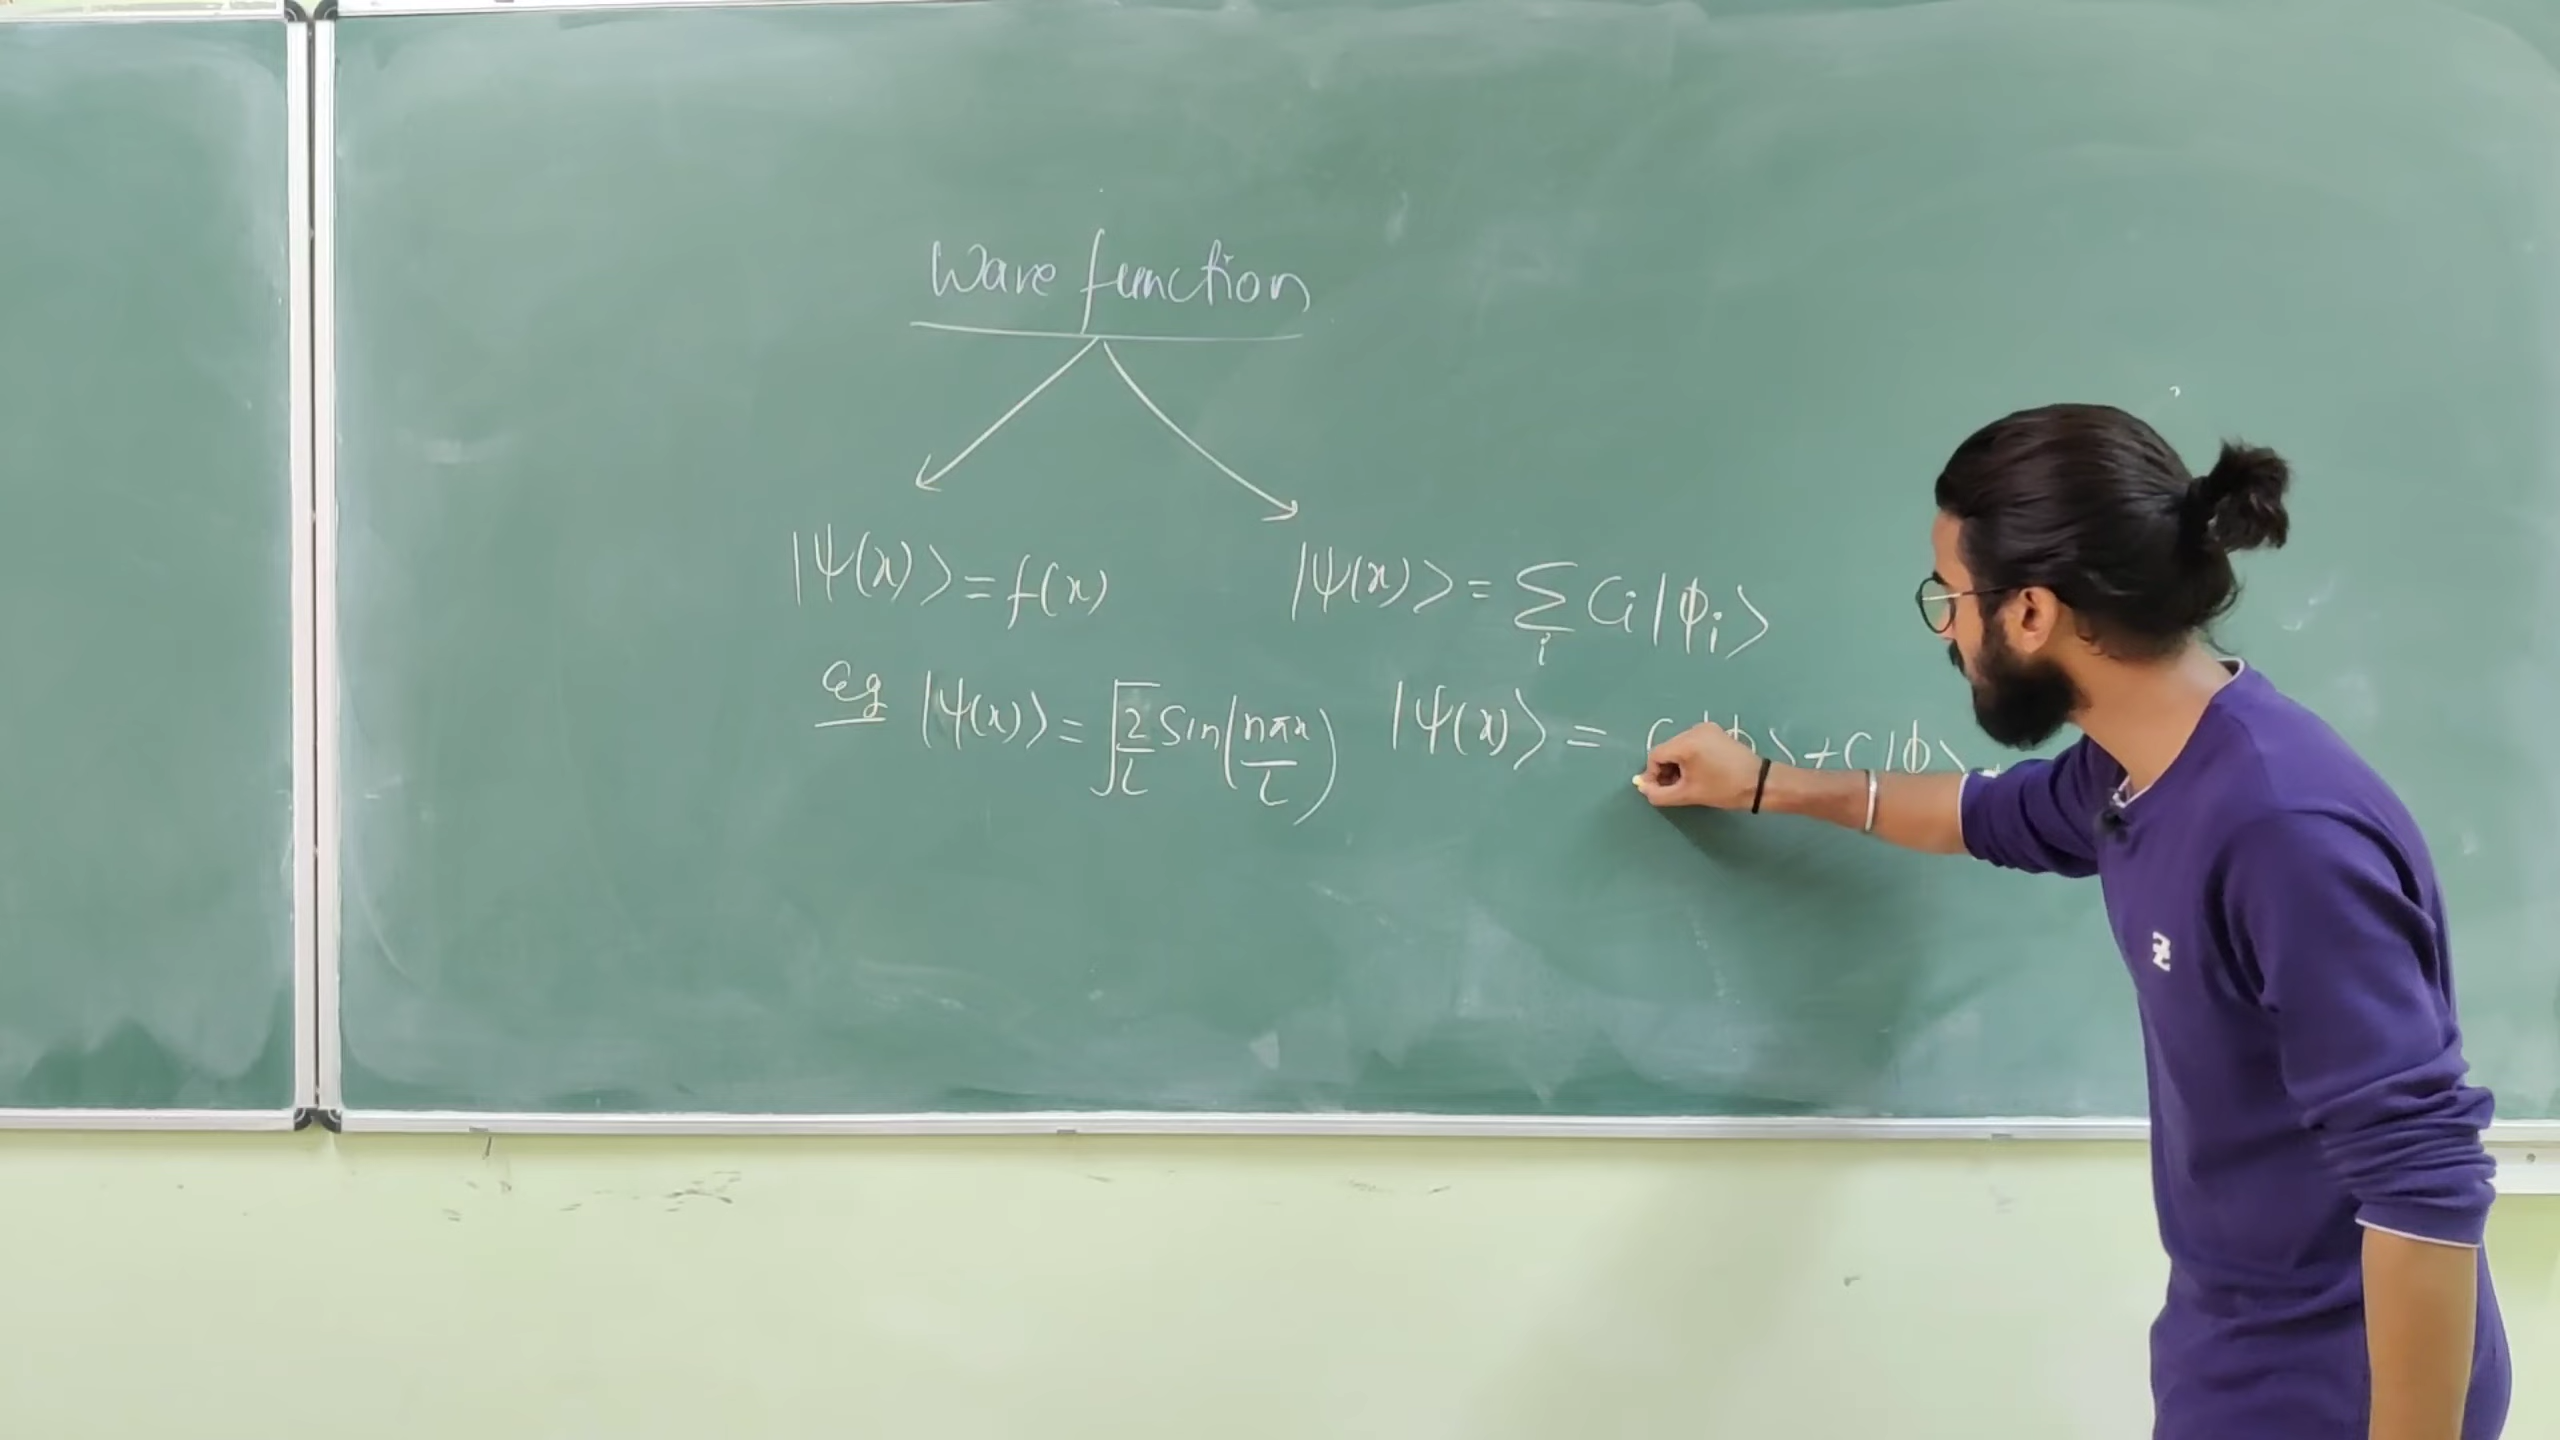 Wave function
|ψ(x)⟩ = f(x)
|ψ(x)⟩ = ∑ᵢ Ci |ϕi⟩
eg |ψ(x)⟩ = √(2/L) Sin(nπx/L)
|ψ(x)⟩ = C |ϕ⟩ + C |ϕ⟩ +